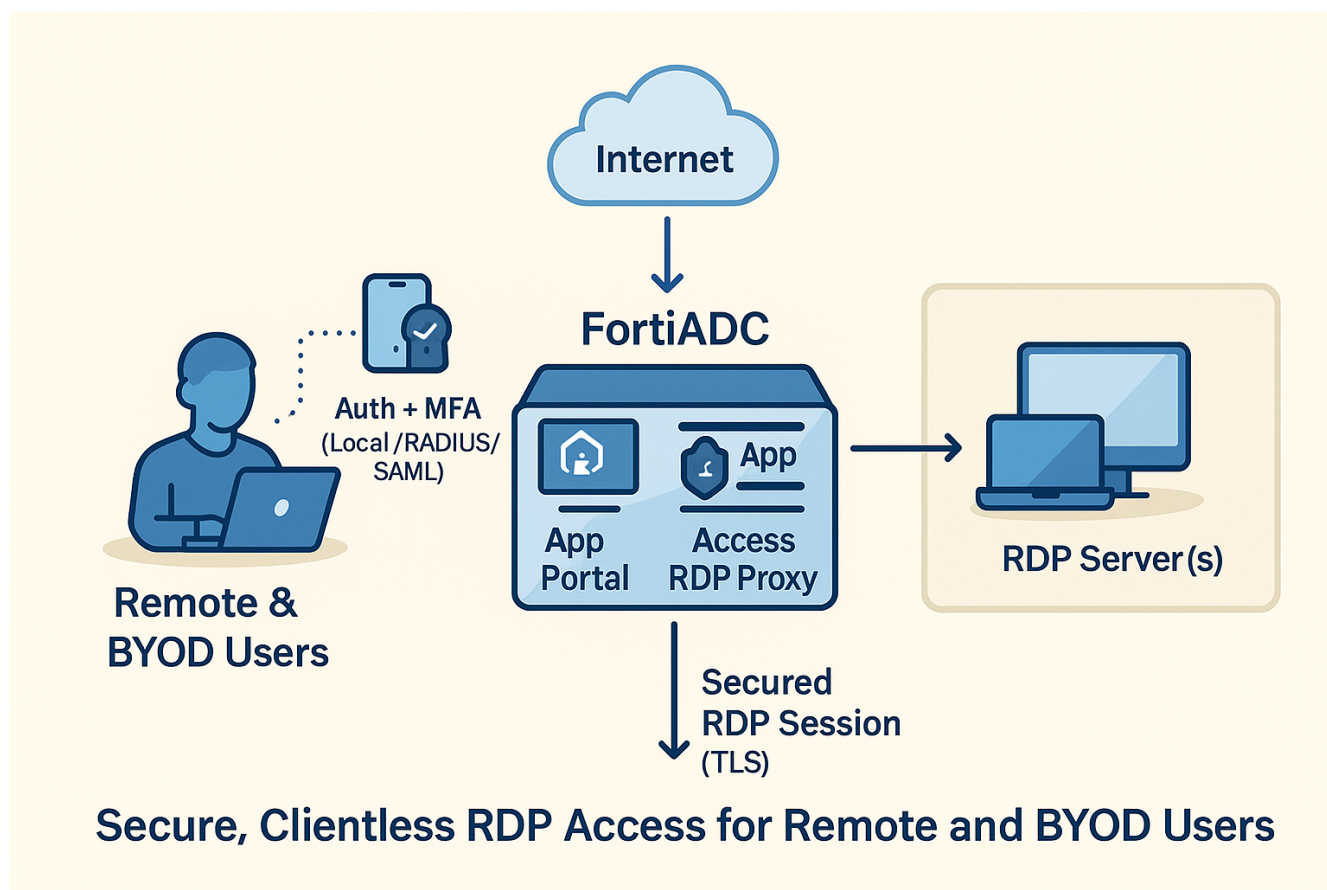 Internet
FortiADC
Auth + MFA
(Local/RADIUS/
SAML)
App
App
Portal
Access
RDP Proxy
RDP Server(s)
Remote &
BYOD Users
Secured
RDP Session
(TLS)
Secure, Clientless RDP Access for Remote and BYOD Users